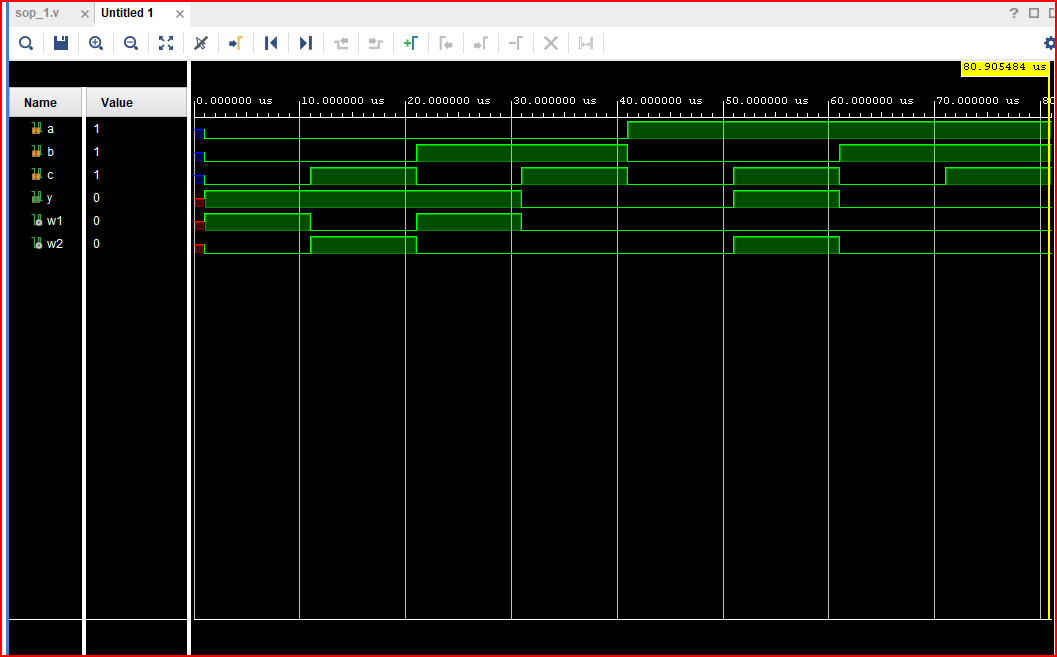 sop_1.v × Untitled 1 × ?
80.905484 us
Name Value 0.000000 us 10.000000 us 20.000000 us 30.000000 us 40.000000 us 50.000000 us 60.000000 us 70.000000 us 80
a 1
b 1
c 1
y 0
w1 0
w2 0